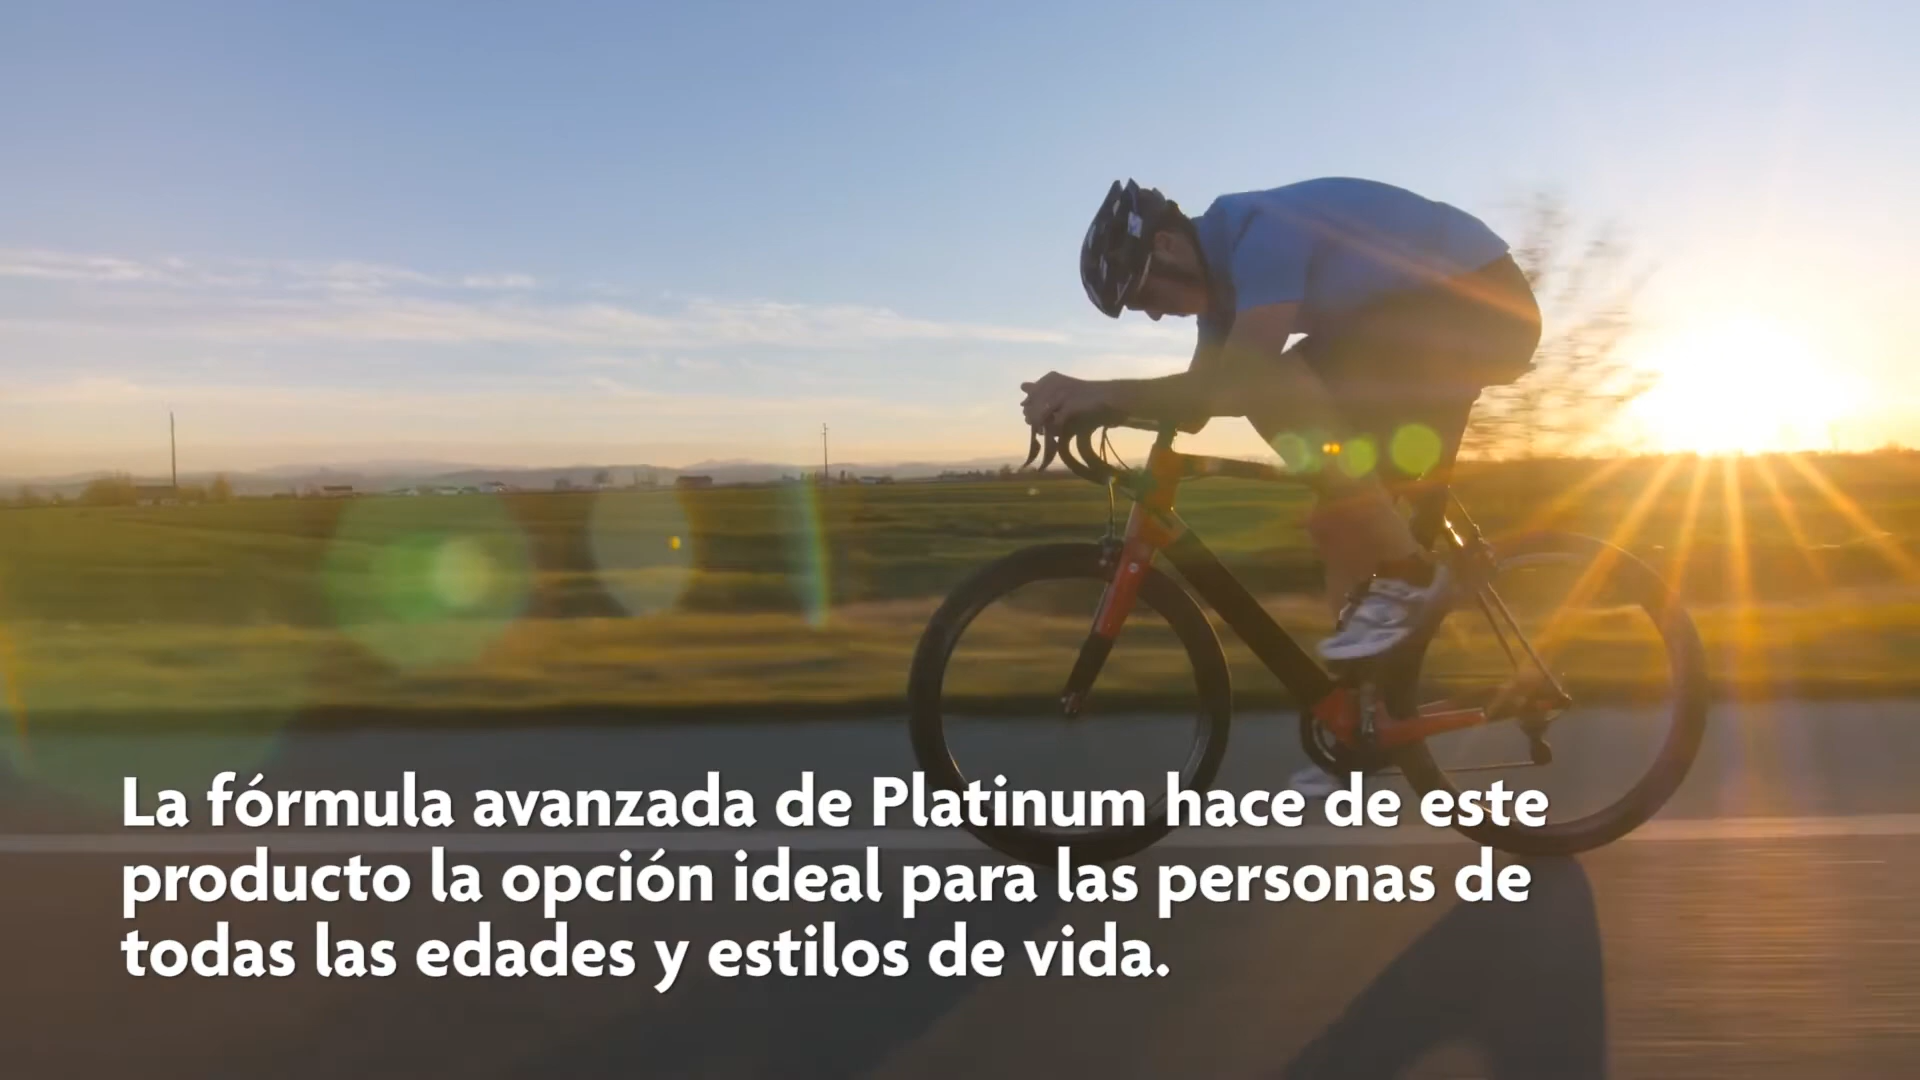 La fórmula avanzada de Platinum hace de este
producto la opción ideal para las personas de
todas las edades y estilos de vida.